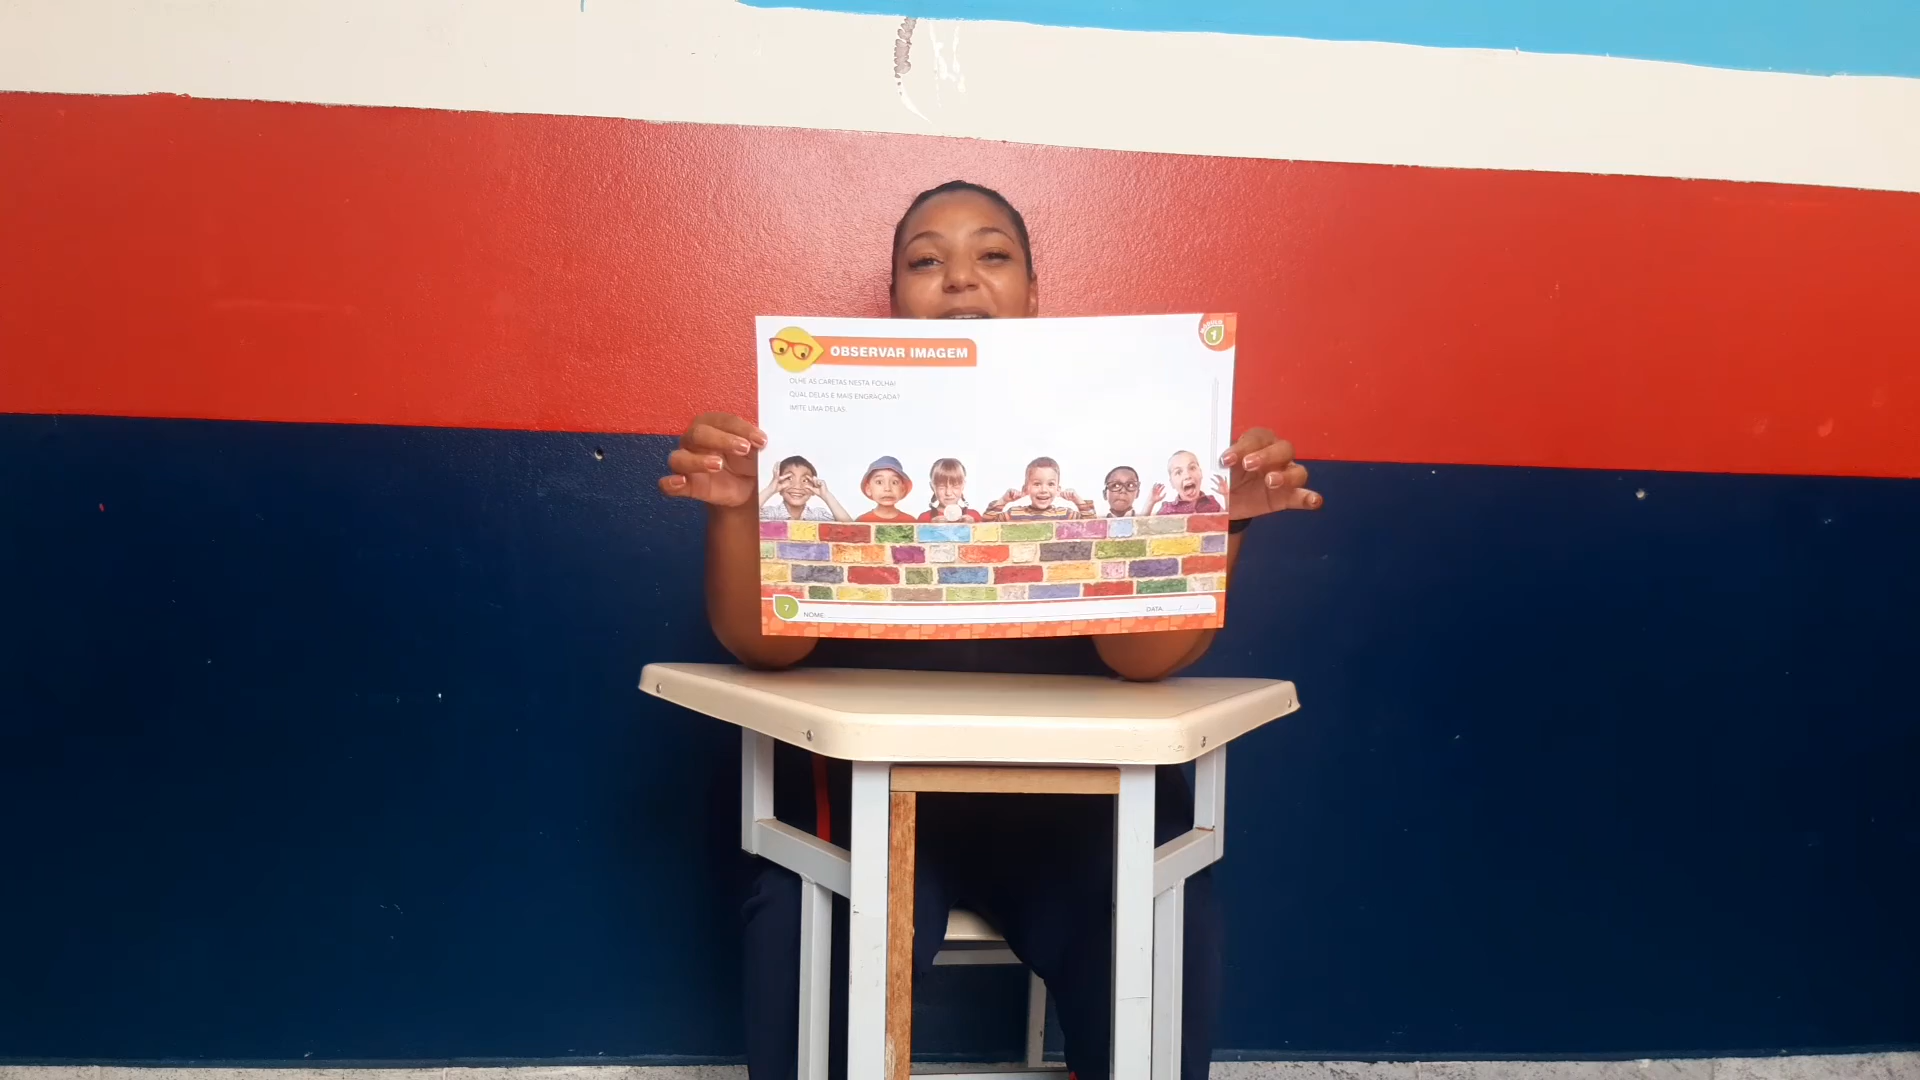 OBSERVAR IMAGEM
1
OLHE AS CARETAS NESTA FOLHA!
QUAL DELAS É MAIS ENGRAÇADA?
IMITE UMA DELAS.
7
NOME:
DATA: